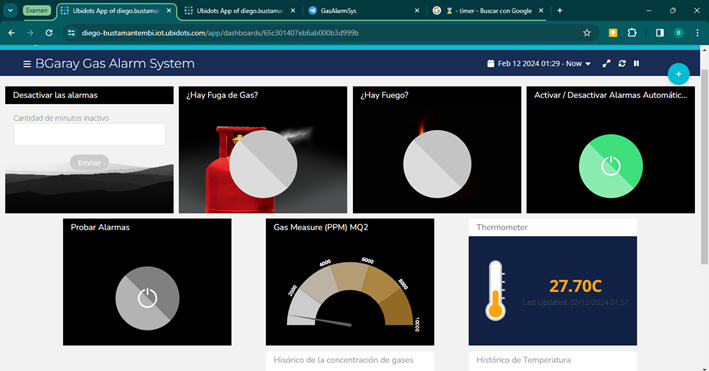 Examen
Ubidots App of diego.bustaman
Ubidots App of diego.bustaman
GasAlarmSys
- timer - Buscar con Google
diego-bustamantembi.iot.ubidots.com/app/dashboards/65c301407eb6ab000b3d999b
B
BGaray Gas Alarm System
Feb 12 2024 01:29 - Now
Desactivar las alarmas
Cantidad de minutos inactivo
Enviar
¿Hay Fuga de Gas?
¿Hay Fuego?
Activar / Desactivar Alarmas Automátic...
Probar Alarmas
Gas Measure (PPM) MQ2
2000
4000
6000
8000
10000
Thermometer
27.70C
Last Updated: 02/12/2024 01:57
Histórico de la concentración de gases
Histórico de Temperatura